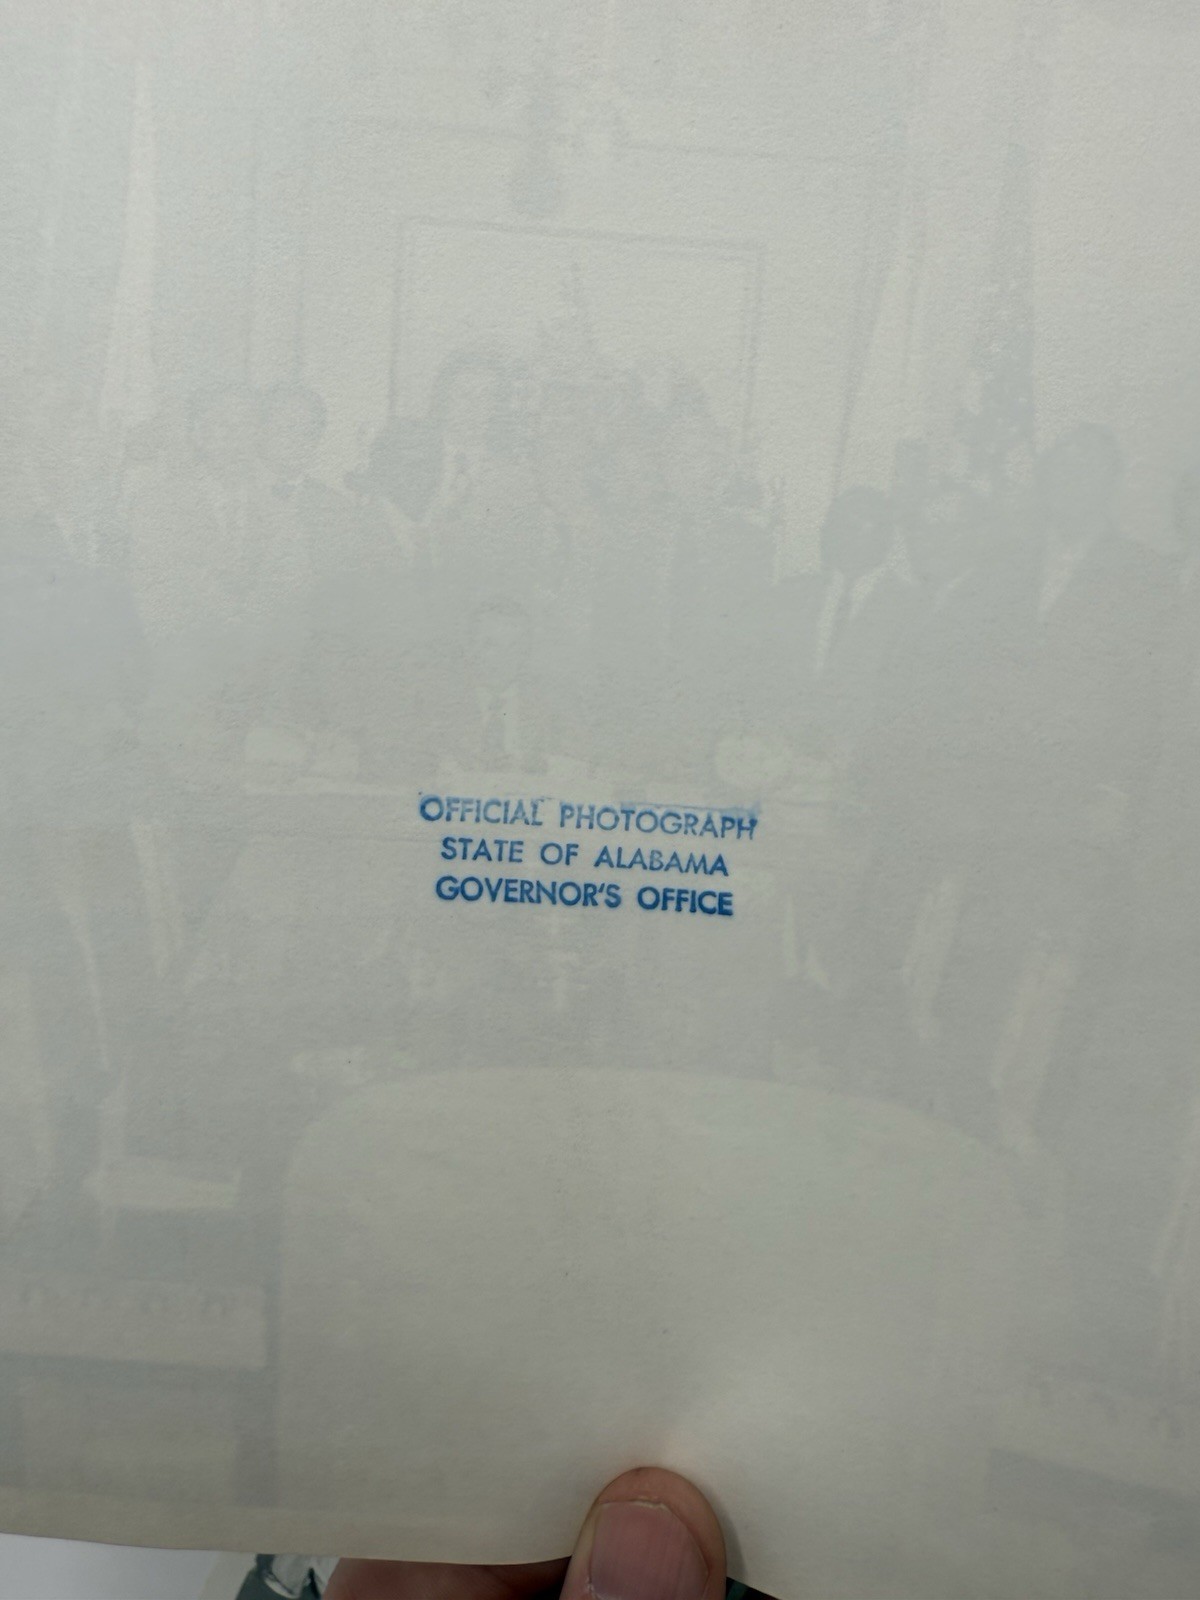 OFFICIAL PHOTOGRAPH
STATE OF ALABAMA
GOVERNOR'S OFFICE